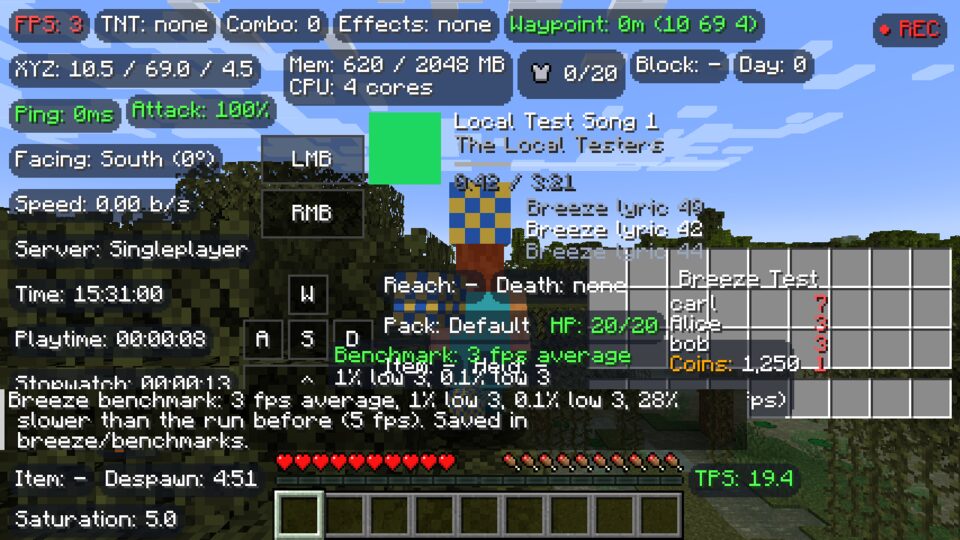 FPS: 3
TNT: none
Combo: 0
Effects: none
Waypoint: 0m (10 69 4)
REC
XYZ: 10.5 / 69.0 / 4.5
Mem: 620 / 2048 MB
CPU: 4 cores
0/20
Block: -
Day: 0
Ping: 0ms
Attack: 100%
Local Test Song 1
The Local Testers
Facing: South (0°)
LMB
0:42 / 3:21
Speed: 0.00 b/s
RMB
Breeze lyric 42
Breeze lyric 44
Server: Singleplayer
Reach: -
Death: none
Breeze Test
Time: 15:31:00
W
carl 7
Alice 3
bob 3
Coins: 1,250 1
Playtime: 00:00:08
A
S
D
Pack: Default
HP: 20/20
Benchmark: 3 fps average
1% low 3, 0.1% low 3
Stopwatch: 00:00:13
Breeze benchmark: 3 fps average, 1% low 3, 0.1% low 3, 28%
slower than the run before (5 fps). Saved in
breeze/benchmarks.
fps)
Item: -
Despawn: 4:51
TPS: 19.4
Saturation: 5.0